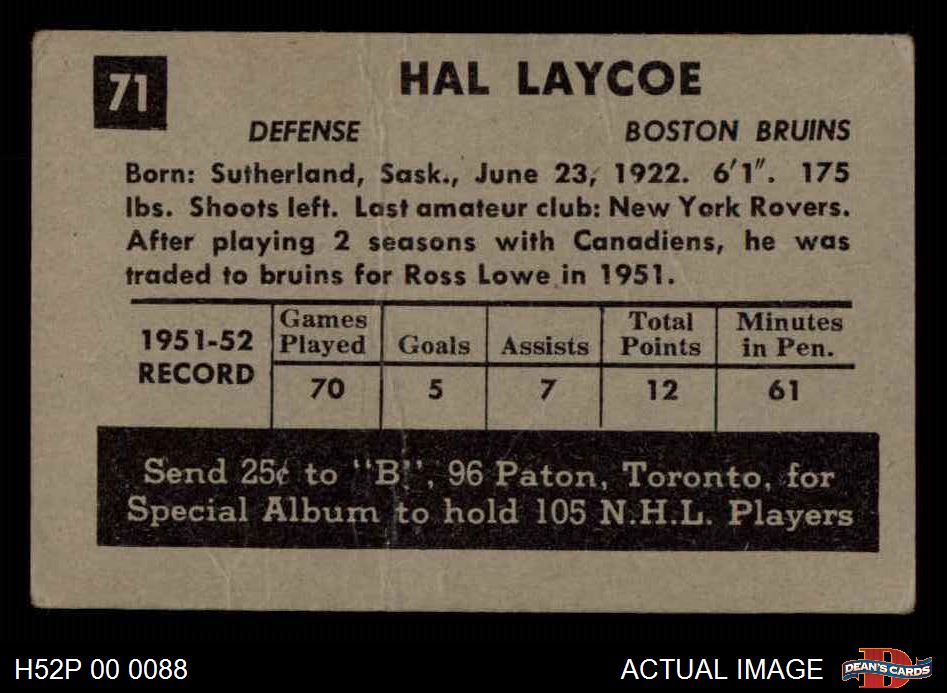 71
HAL LAYCOE
DEFENSE BOSTON BRUINS
Born: Sutherland, Sask., June 23, 1922. 6'1". 175
lbs. Shoots left. Last amateur club: New York Rovers.
After playing 2 seasons with Canadiens, he was
traded to bruins for Ross Lowe in 1951.
1951-52 RECORD
Games Played Goals Assists Total Points Minutes in Pen.
70 5 7 12 61
Send 25¢ to "B", 96 Paton, Toronto, for
Special Album to hold 105 N.H.L. Players
H52P 00 0088 ACTUAL IMAGE DEAN'S CARDS